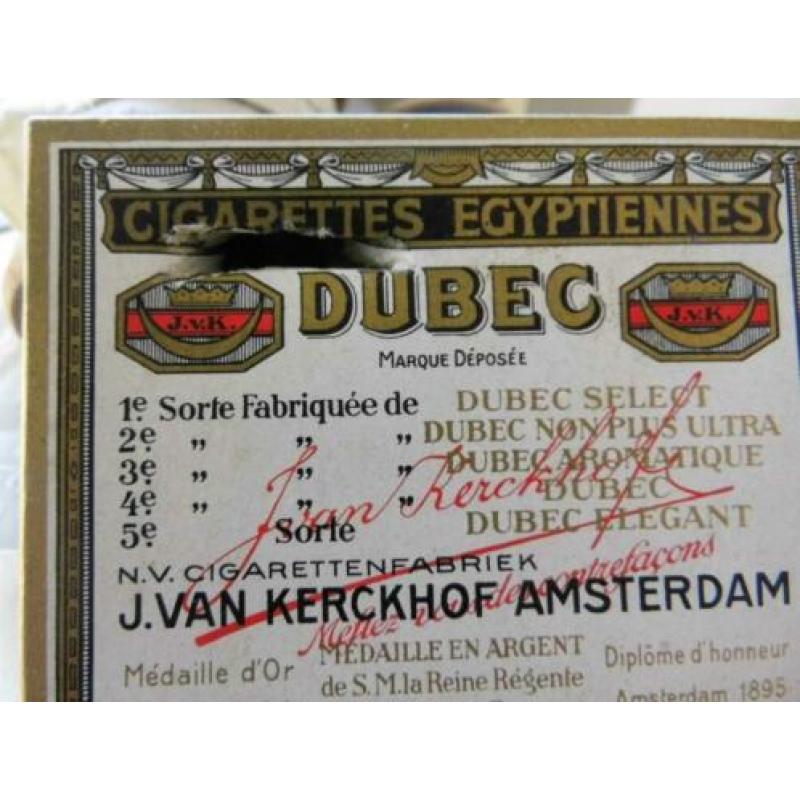 CIGARETTES EGYPTIENNES
J.v.K. DUBEC J.v.K.
MARQUE DÉPOSÉE
1e Sorte Fabriquée de DUBEC SELECT
2e „ „ „ DUBEC NON PLUS ULTRA
3e „ „ „ DUBEC AROMATIQUE
4e „ „ „ DUBEC
5e Sorte DUBEC ELEGANT
J. van Kerckhof
N.V. CIGARETTENFABRIEK
J. VAN KERCKHOF AMSTERDAM
Mefiez vous des contrefaçons
Médaille d'Or MÉDAILLE EN ARGENT Diplôme d'honneur
de S.M. la Reine Régente Amsterdam 1895